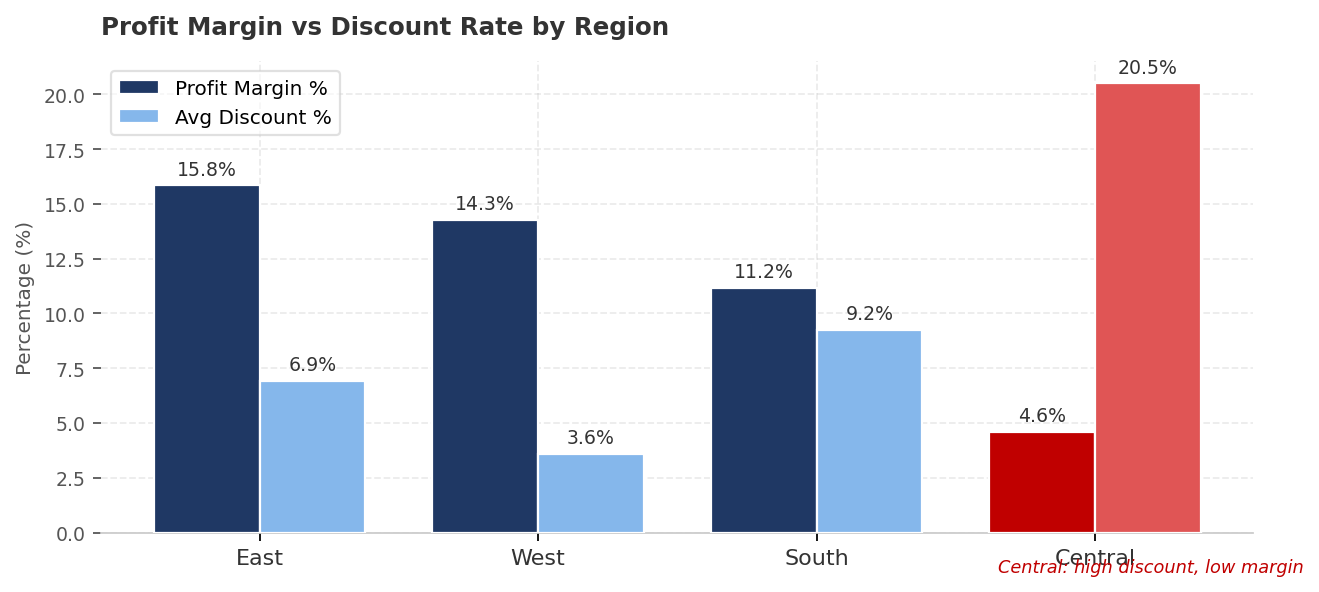 Profit Margin vs Discount Rate by Region
Profit Margin %
Avg Discount %
Percentage (%)
20.0
17.5
15.0
12.5
10.0
7.5
5.0
2.5
0.0
15.8%
6.9%
14.3%
3.6%
11.2%
9.2%
4.6%
20.5%
East
West
South
Central
Central: high discount, low margin